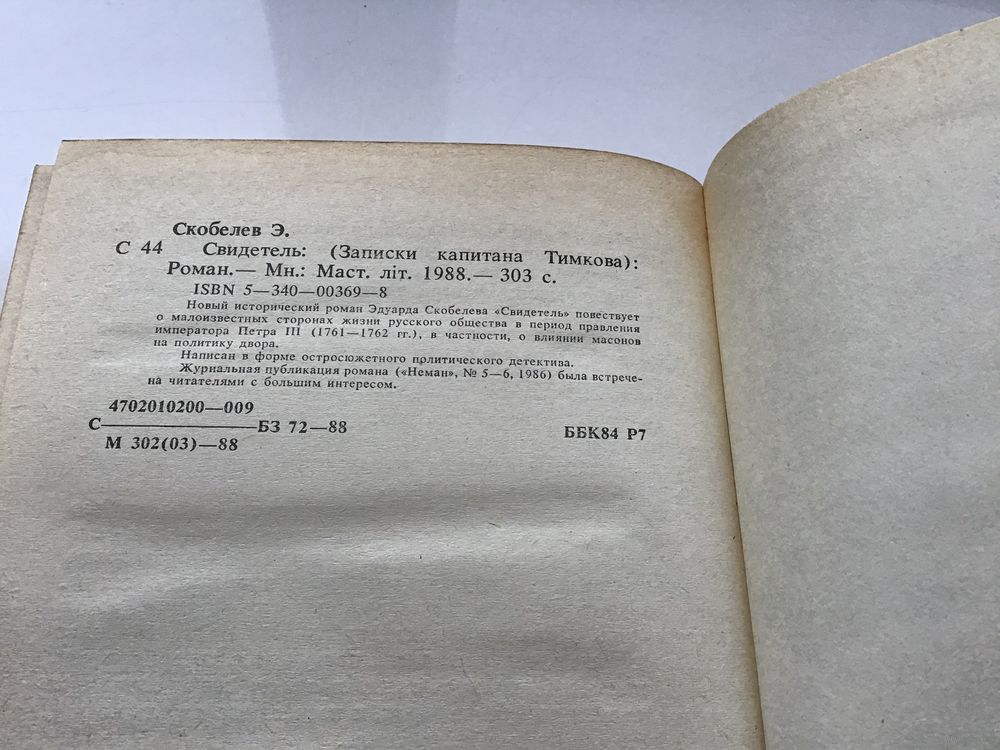 Скобелев Э.
С 44 Свидетель: (Записки капитана Тимкова):
Роман.— Мн.: Маст. літ. 1988.— 303 с.
ISBN 5—340—00369—8
Новый исторический роман Эдуарда Скобелева «Свидетель» повествует
о малоизвестных сторонах жизни русского общества в период правления
императора Петра III (1761—1762 гг.), в частности, о влиянии масонов
на политику двора.
Написан в форме остросюжетного политического детектива.
Журнальная публикация романа («Неман», № 5—6, 1986) была встрече-
на читателями с большим интересом.
4702010200—009
С————————БЗ 72—88
М 302(03)—88
ББК84 Р7